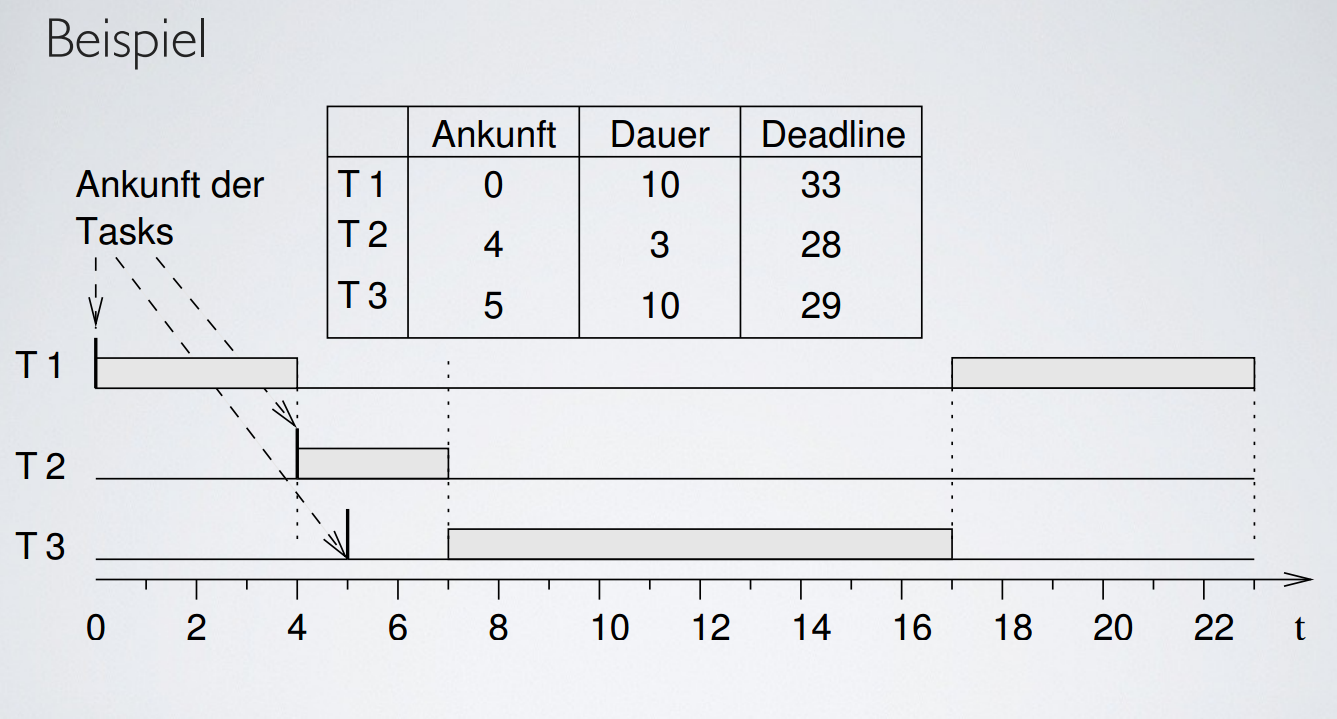 Beispiel
Ankunft Dauer Deadline
T 1 0 10 33
T 2 4 3 28
T 3 5 10 29
Ankunft der
Tasks
T 1
T 2
T 3
0 2 4 6 8 10 12 14 16 18 20 22 t